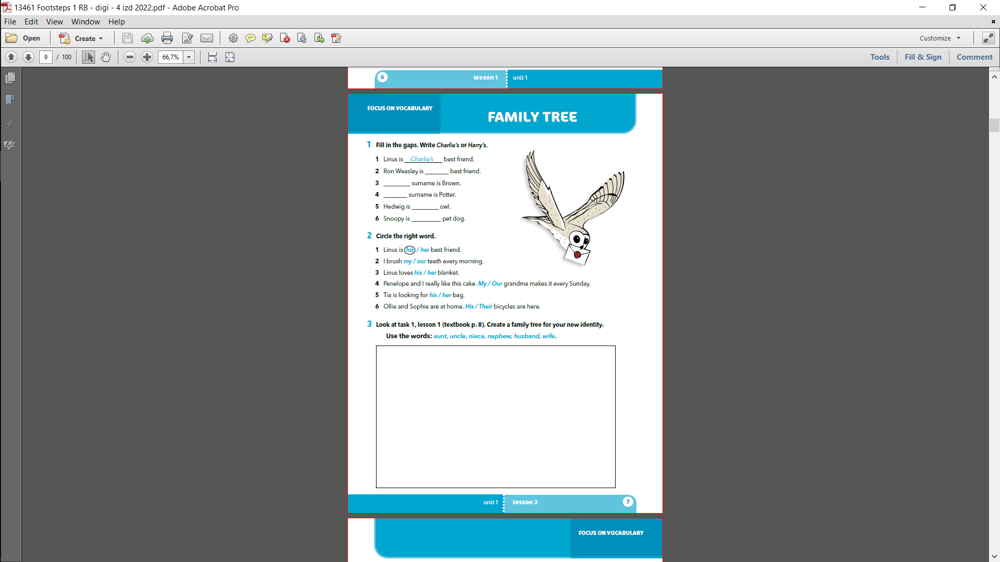 13461 Footsteps 1 RB - digi - 4 izd 2022.pdf - Adobe Acrobat Pro
File Edit View Window Help
Open Create Customize
9 / 100 66,7% Tools Fill & Sign Comment
6 lesson 1 unit 1
FOCUS ON VOCABULARY
FAMILY TREE
1 Fill in the gaps. Write Charlie's or Harry's.
1 Linus is Charlie's best friend.
2 Ron Weasley is _______ best friend.
3 ________ surname is Brown.
4 _______ surname is Potter.
5 Hedwig is ________ owl.
6 Snoopy is _________ pet dog.
2 Circle the right word.
1 Linus is his / her best friend.
2 I brush my / our teeth every morning.
3 Linus loves his / her blanket.
4 Penelope and I really like this cake. My / Our grandma makes it every Sunday.
5 Tia is looking for his / her bag.
6 Ollie and Sophie are at home. His / Their bicycles are here.
3 Look at task 1, lesson 1 (textbook p. 8). Create a family tree for your new identity.
Use the words: aunt, uncle, niece, nephew, husband, wife.
unit 1 lesson 2 7
FOCUS ON VOCABULARY